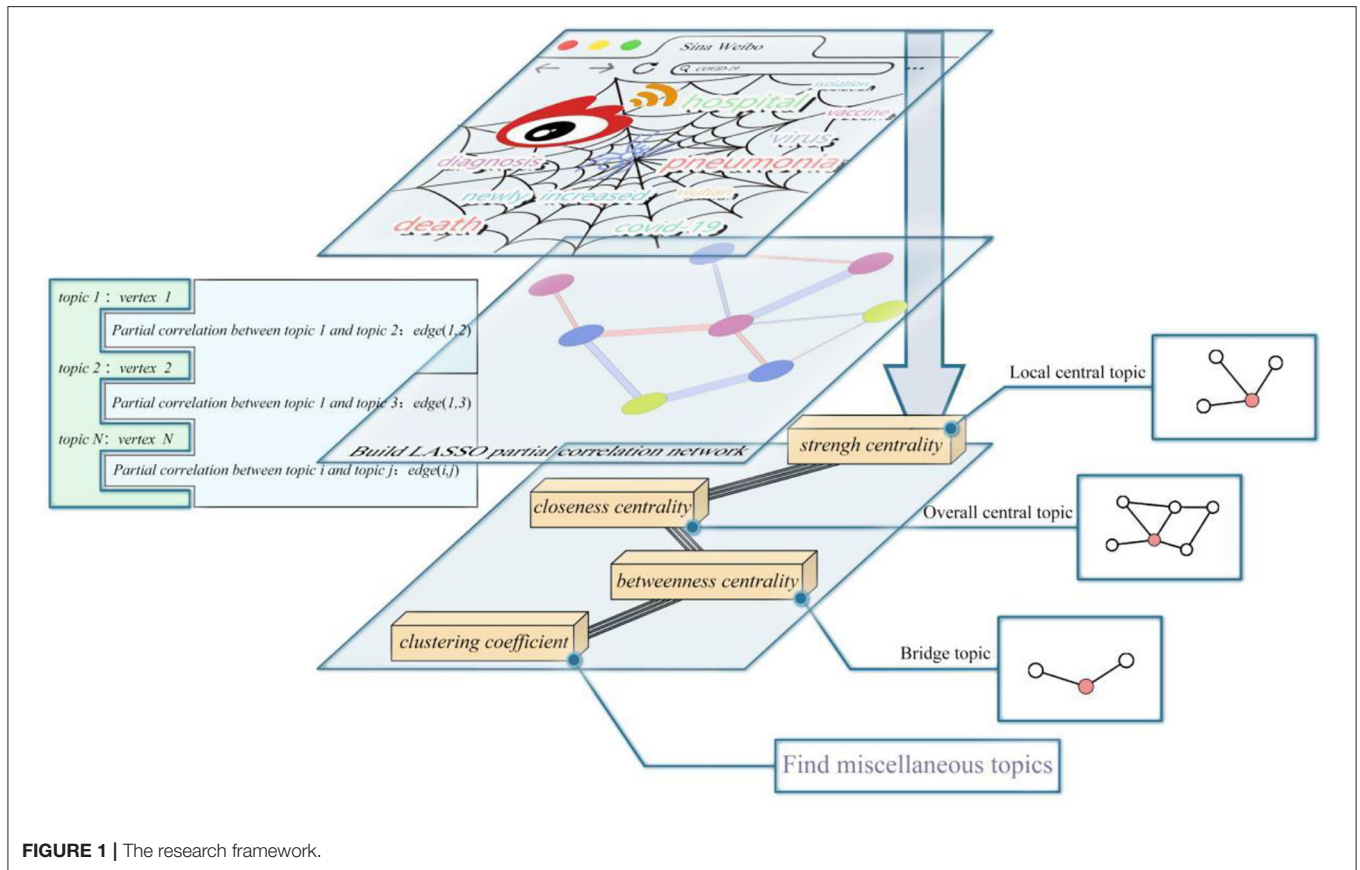 Sina Weibo
COVID-19
...
isolation
hospital
vaccine
virus
diagnosis
pneumonia
newly increased
wuhan
death
covid-19
topic 1：vertex 1
Partial correlation between topic 1 and topic 2：edge(1,2)
topic 2：vertex 2
Partial correlation between topic 1 and topic 3：edge(1,3)
topic N：vertex N
Partial correlation between topic i and topic j：edge(i,j)
Build LASSO partial correlation network
strengh centrality
Local central topic
closeness centrality
Overall central topic
betweenness centrality
Bridge topic
clustering coefficient
Find miscellaneous topics
FIGURE 1 | The research framework.